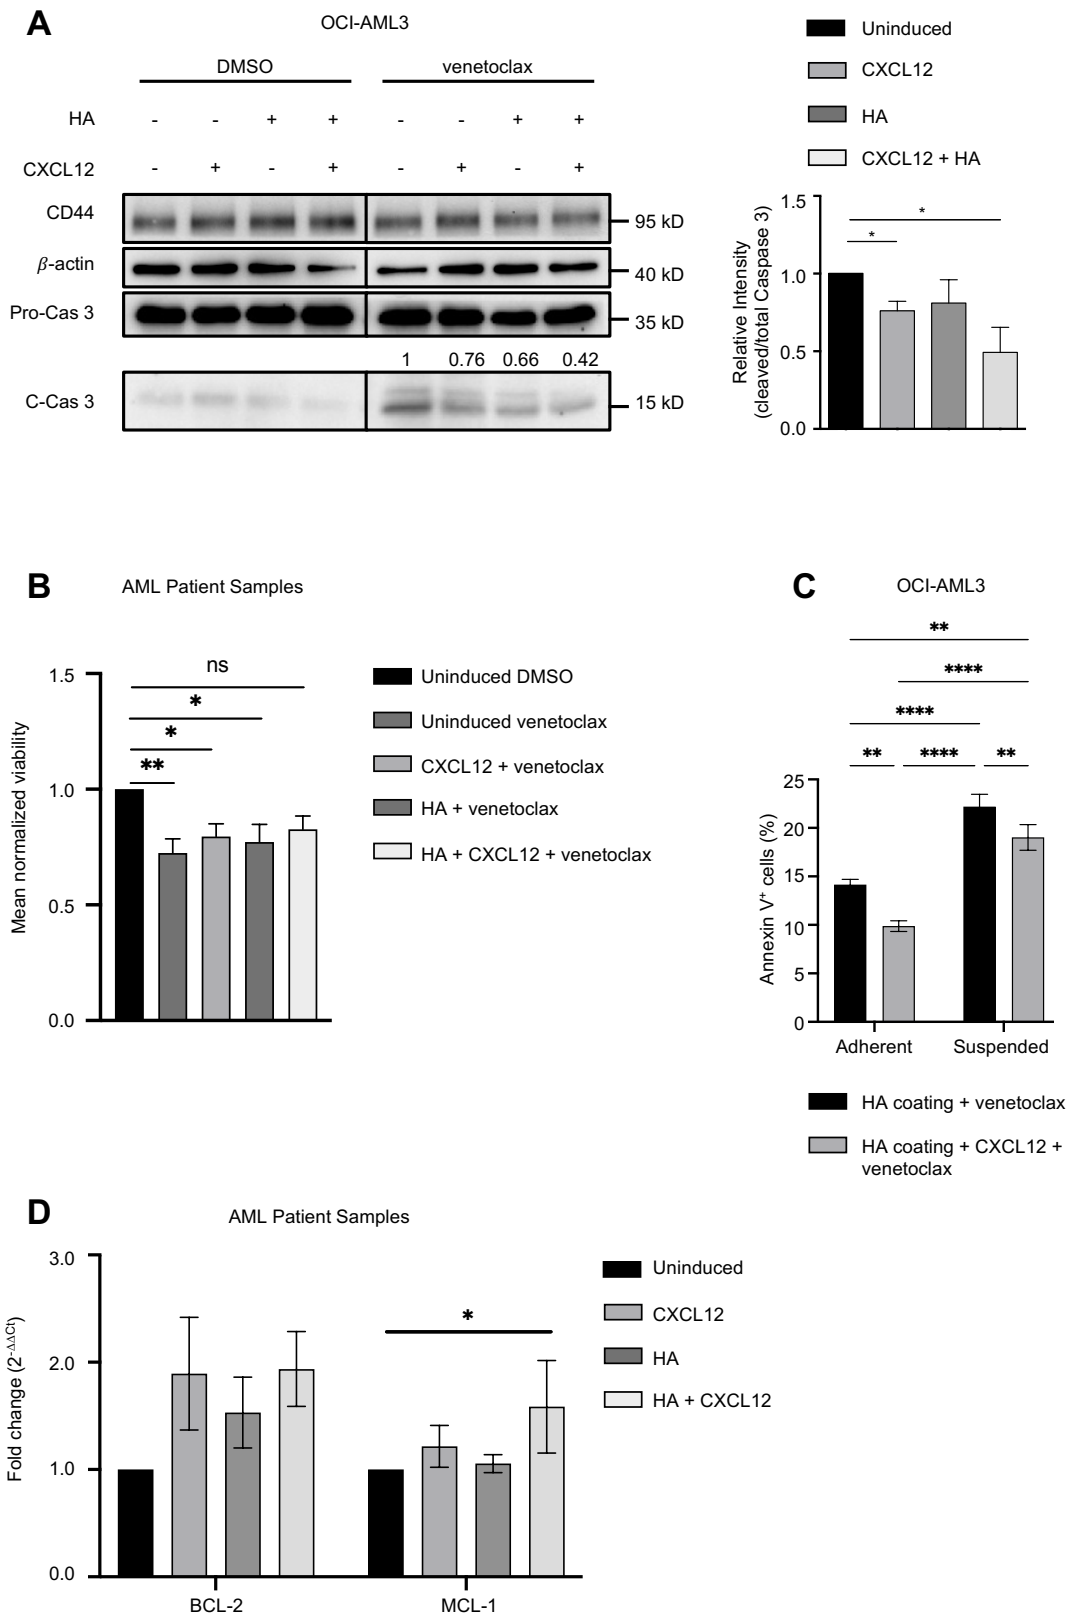 A
OCI-AML3
DMSO
venetoclax
HA
- - + + - - + +
CXCL12
- + - + - + - +
CD44
95 kD
β-actin
40 kD
Pro-Cas 3
35 kD
1 0.76 0.66 0.42
C-Cas 3
15 kD
Uninduced
CXCL12
HA
CXCL12 + HA
Relative Intensity
(cleaved/total Caspase 3)
1.5
1.0
0.5
0.0
*
*
B
AML Patient Samples
Mean normalized viability
1.5
1.0
0.5
0.0
ns
*
*
**
Uninduced DMSO
Uninduced venetoclax
CXCL12 + venetoclax
HA + venetoclax
HA + CXCL12 + venetoclax
C
OCI-AML3
**
****
****
** **** **
Annexin V+ cells (%)
25
20
15
10
5
0
Adherent Suspended
HA coating + venetoclax
HA coating + CXCL12 +
venetoclax
D
AML Patient Samples
Fold change (2-ΔΔCt)
3.0
2.0
1.0
0.0
*
BCL-2 MCL-1
Uninduced
CXCL12
HA
HA + CXCL12